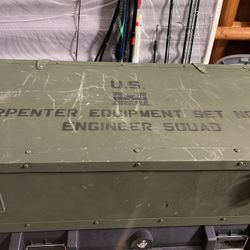 U.S.
RPENTER EQUIPMENT SET NO
ENGINEER SQUAD